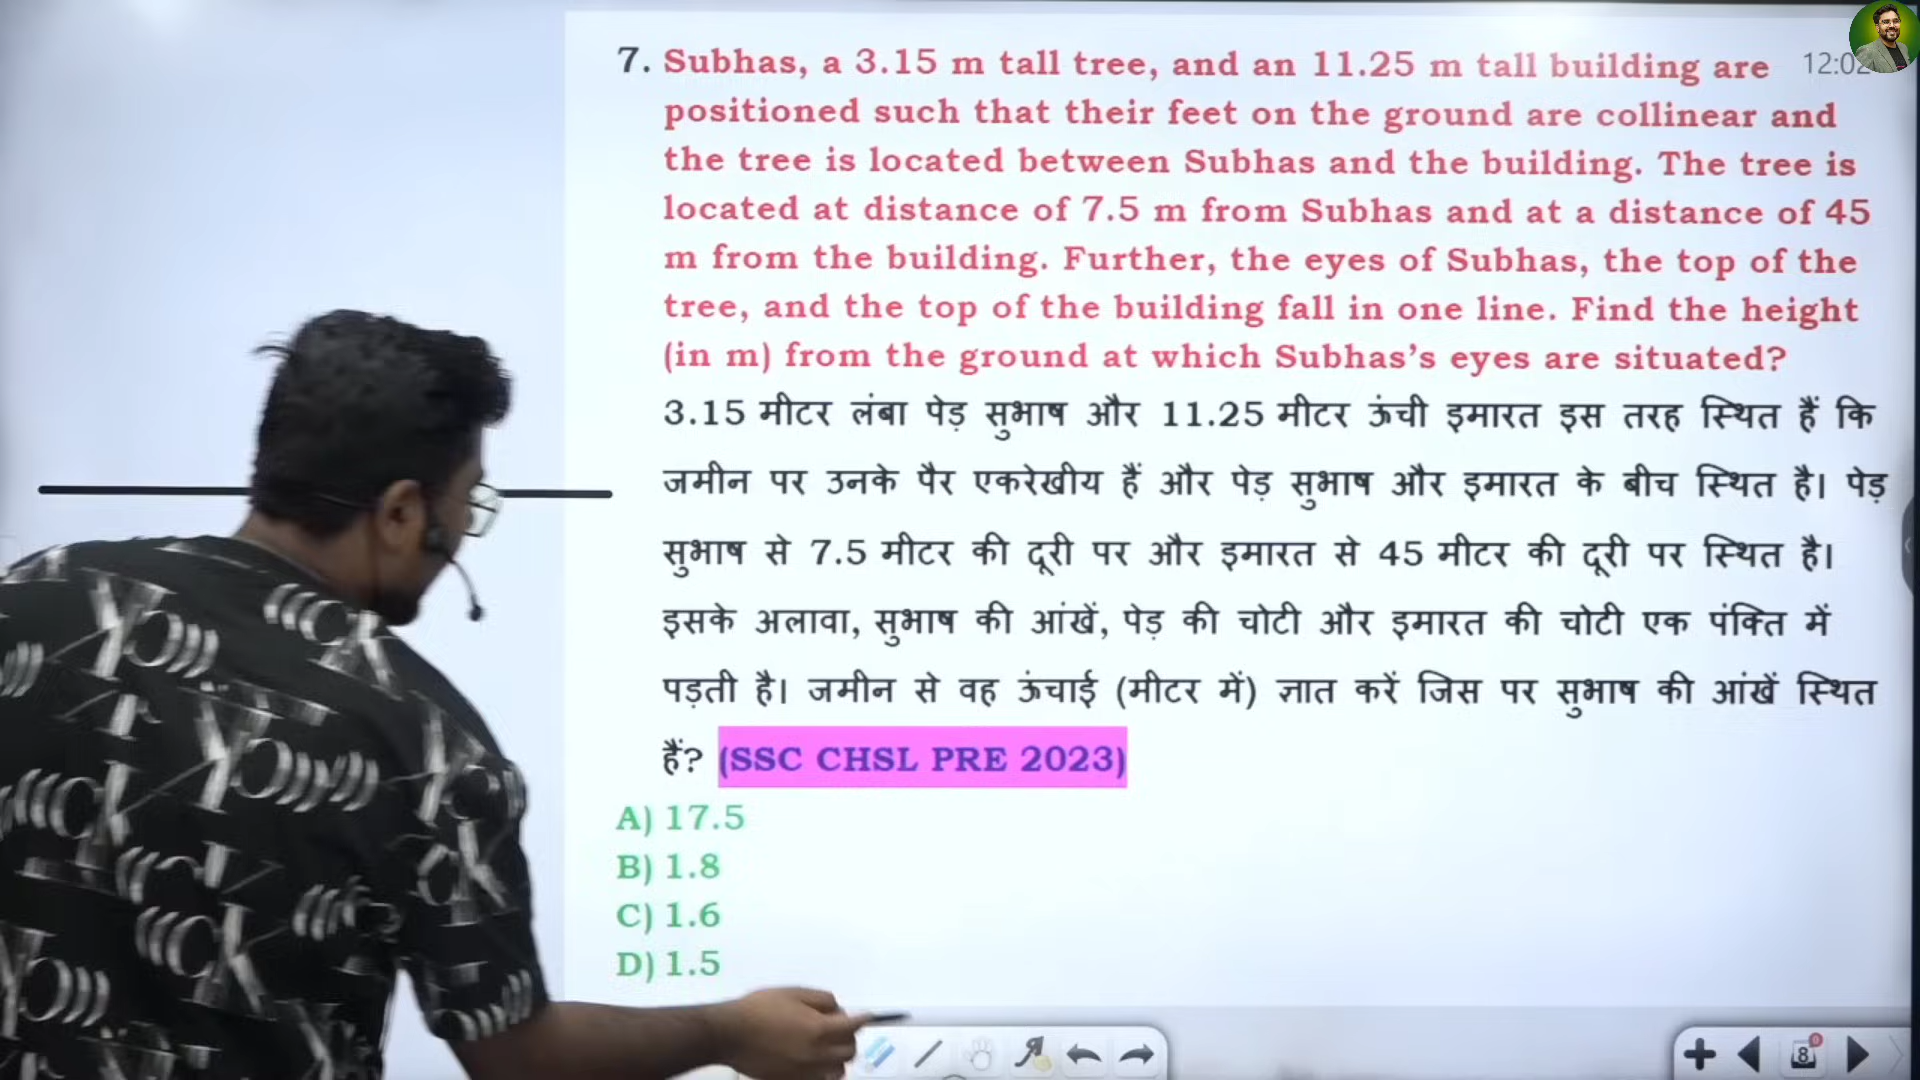 7. Subhas, a 3.15 m tall tree, and an 11.25 m tall building are
12:02
positioned such that their feet on the ground are collinear and
the tree is located between Subhas and the building. The tree is
located at distance of 7.5 m from Subhas and at a distance of 45
m from the building. Further, the eyes of Subhas, the top of the
tree, and the top of the building fall in one line. Find the height
(in m) from the ground at which Subhas’s eyes are situated?
3.15 मीटर लंबा पेड़ सुभाष और 11.25 मीटर ऊंची इमारत इस तरह स्थित हैं कि
जमीन पर उनके पैर एकरेखीय हैं और पेड़ सुभाष और इमारत के बीच स्थित है। पेड़
सुभाष से 7.5 मीटर की दूरी पर और इमारत से 45 मीटर की दूरी पर स्थित है।
इसके अलावा, सुभाष की आंखें, पेड़ की चोटी और इमारत की चोटी एक पंक्ति में
पड़ती है। जमीन से वह ऊंचाई (मीटर में) ज्ञात करें जिस पर सुभाष की आंखें स्थित
हैं? (SSC CHSL PRE 2023)
A) 17.5
B) 1.8
C) 1.6
D) 1.5
8